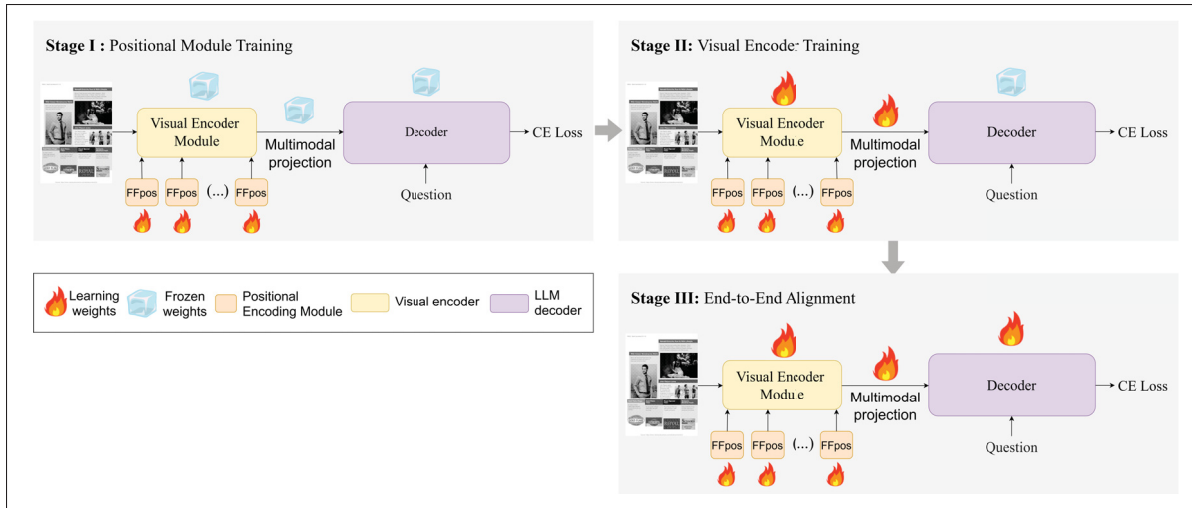 Stage I : Positional Module Training
Visual Encoder
Module
Multimodal
projection
Decoder
CE Loss
FFpos
FFpos
(...)
FFpos
Question
Stage II: Visual Encoder Training
Visual Encoder
Module
Multimodal
projection
Decoder
CE Loss
FFpos
FFpos
(...)
FFpos
Question
Learning
weights
Frozen
weights
Positional
Encoding Module
Visual encoder
LLM
decoder
Stage III: End-to-End Alignment
Visual Encoder
Module
Multimodal
projection
Decoder
CE Loss
FFpos
FFpos
(...)
FFpos
Question